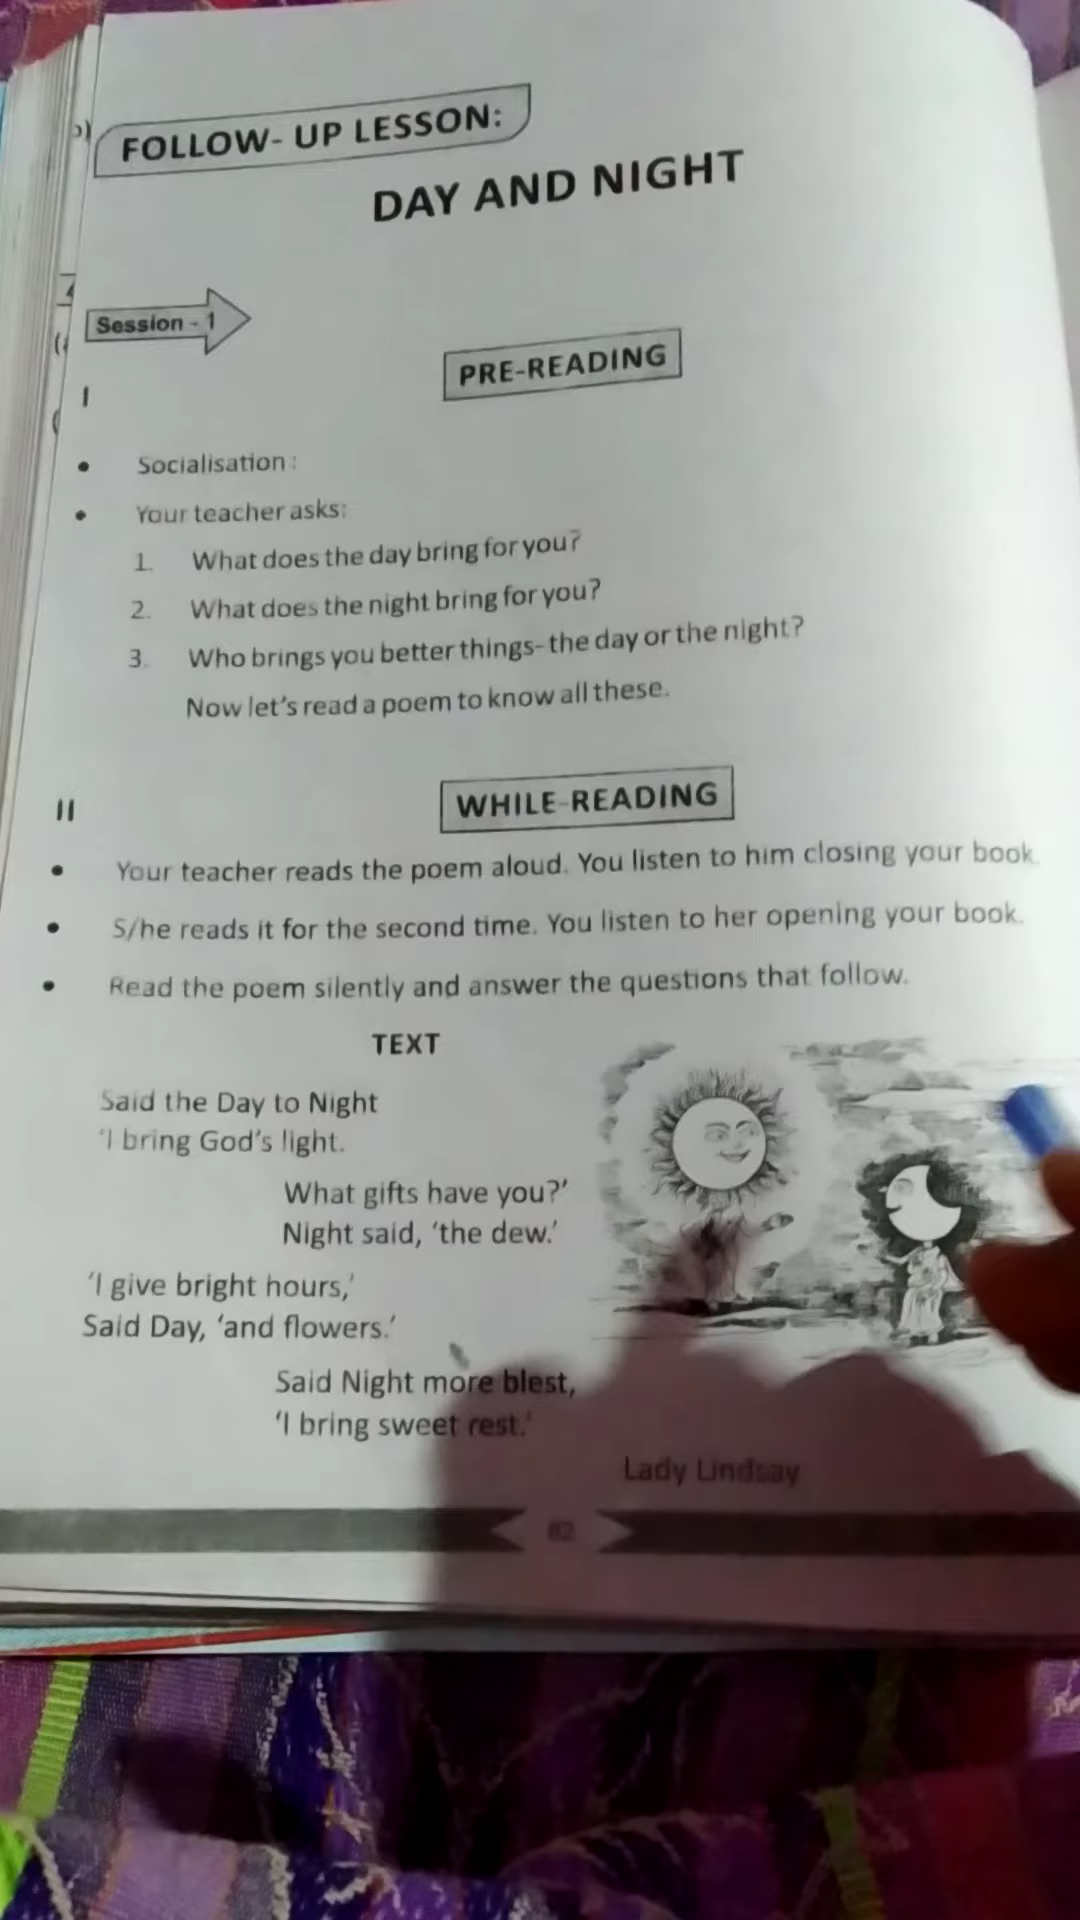 FOLLOW- UP LESSON:
DAY AND NIGHT
Session - 1
PRE-READING
I
• Socialisation :
• Your teacher asks:
1. What does the day bring for you?
2. What does the night bring for you?
3. Who brings you better things- the day or the night?
Now let's read a poem to know all these.
II
WHILE-READING
• Your teacher reads the poem aloud. You listen to him closing your book.
• S/he reads it for the second time. You listen to her opening your book.
• Read the poem silently and answer the questions that follow.
TEXT
Said the Day to Night
'I bring God's light.
What gifts have you?'
Night said, 'the dew.'
'I give bright hours,'
Said Day, 'and flowers.'
Said Night more blest,
'I bring sweet rest.'
Lady Lindsay
82